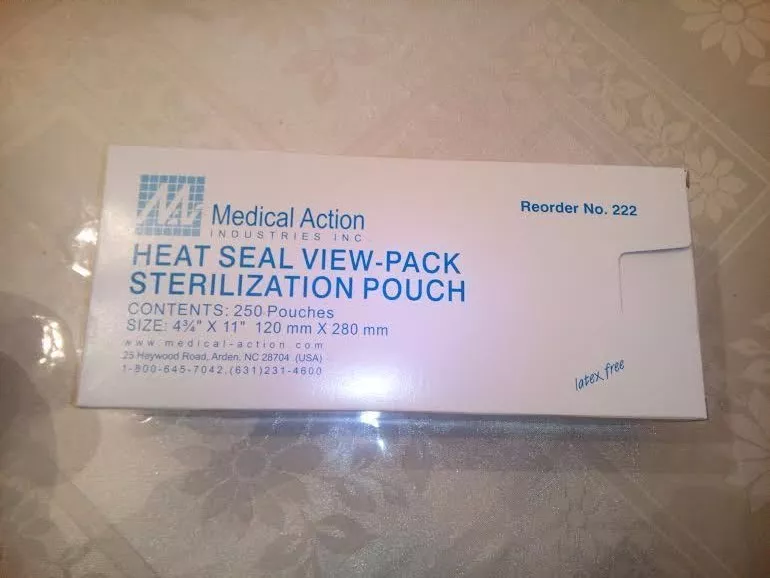 Medical Action
INDUSTRIES INC.
Reorder No. 222
HEAT SEAL VIEW-PACK
STERILIZATION POUCH
CONTENTS: 250 Pouches
SIZE: 4¾" X 11" 120 mm X 280 mm
www.medical-action.com
25 Heywood Road, Arden, NC 28704 (USA)
1-800-645-7042, (631)231-4600
latex free